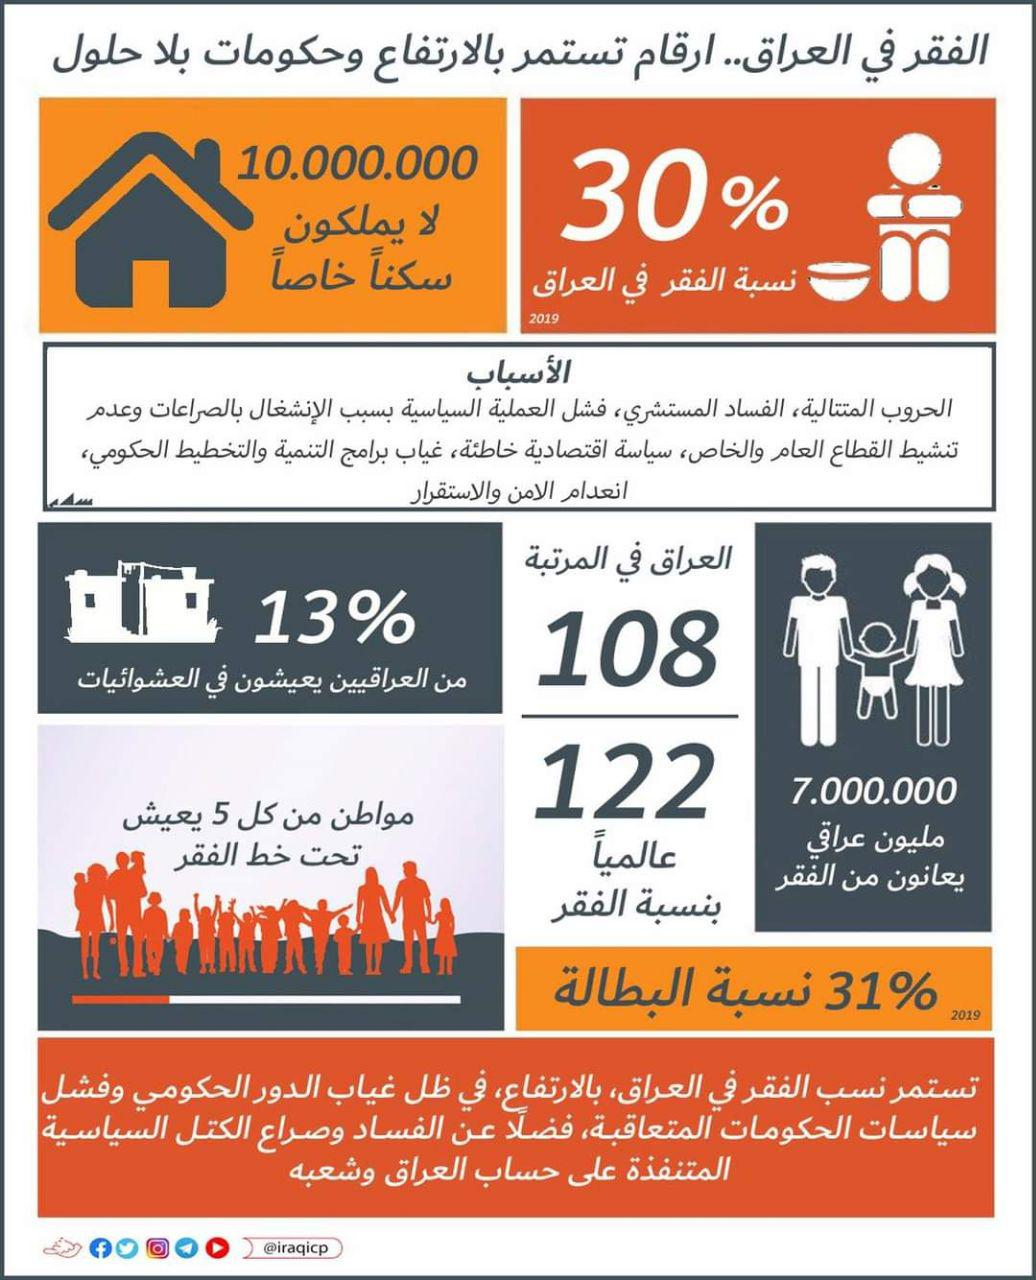 الفقر في العراق.. ارقام تستمر بالارتفاع وحكومات بلا حلول
30%
نسبة الفقر في العراق
2019
10.000.000
لا يملكون
سكناً خاصاً
الأسباب
الحروب المتتالية، الفساد المستشري، فشل العملية السياسية بسبب الإنشغال بالصراعات وعدم
تنشيط القطاع العام والخاص، سياسة اقتصادية خاطئة، غياب برامج التنمية والتخطيط الحكومي،
انعدام الامن والاستقرار
7.000.000
مليون عراقي
يعانون من الفقر
العراق في المرتبة
108
122
عالمياً
بنسبة الفقر
13%
من العراقيين يعيشون في العشوائيات
مواطن من كل 5 يعيش
تحت خط الفقر
31% نسبة البطالة
2019
تستمر نسب الفقر في العراق، بالارتفاع، في ظل غياب الدور الحكومي وفشل
سياسات الحكومات المتعاقبة، فضلًا عن الفساد وصراع الكتل السياسية
المتنفذة على حساب العراق وشعبه
@iraqicp